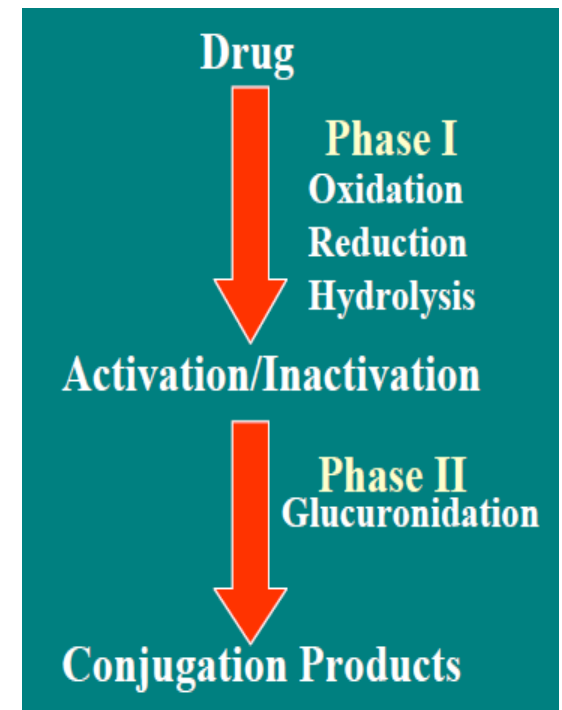 Drug
Phase I
Oxidation
Reduction
Hydrolysis
Activation/Inactivation
Phase II
Glucuronidation
Conjugation Products